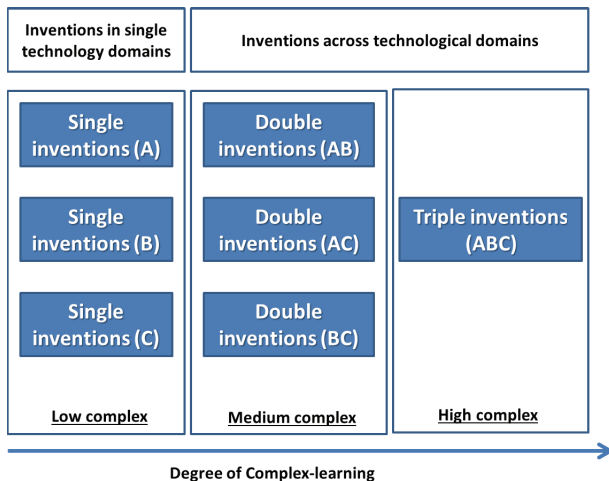 Inventions in single
technology domains
Inventions across technological domains
Single
inventions (A)
Single
inventions (B)
Single
inventions (C)
Low complex
Double
inventions (AB)
Double
inventions (AC)
Double
inventions (BC)
Medium complex
Triple inventions
(ABC)
High complex
Degree of Complex-learning